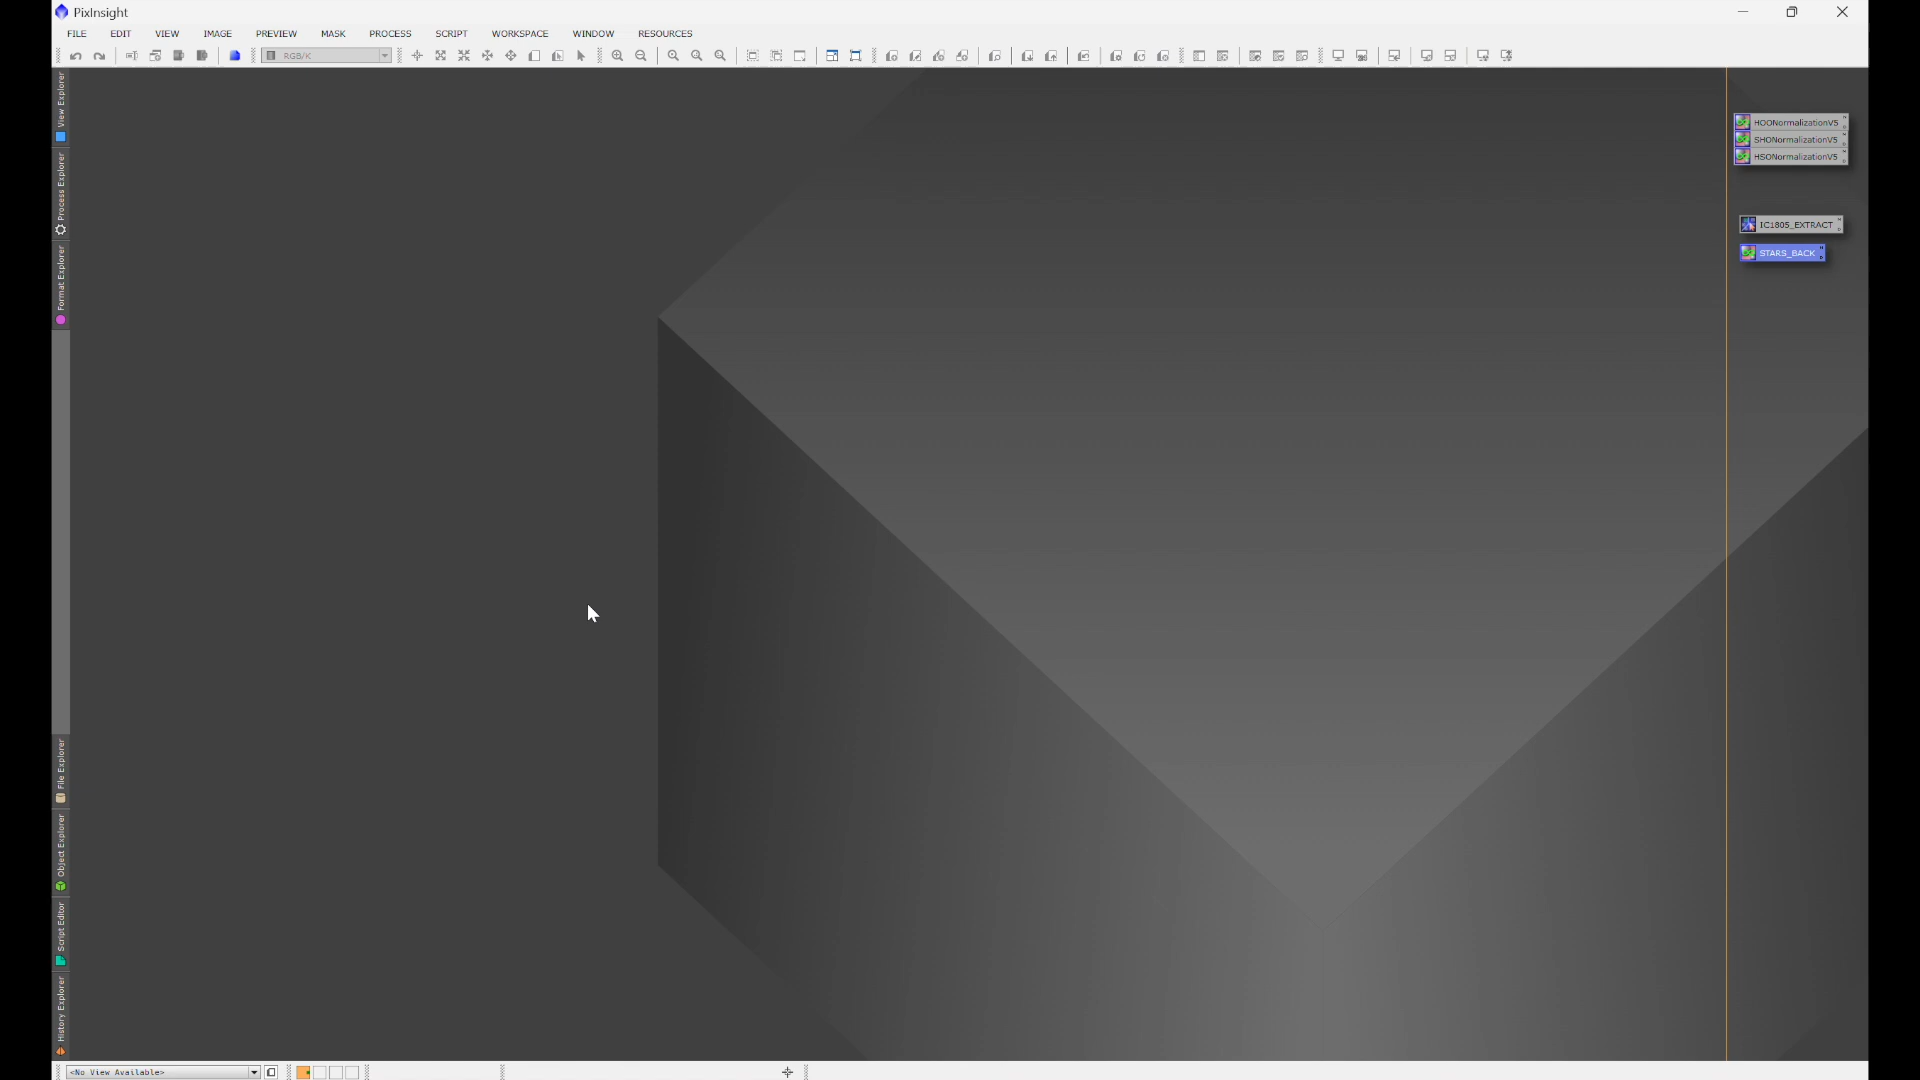 PixInsight
FILE EDIT VIEW IMAGE PREVIEW MASK PROCESS SCRIPT WORKSPACE WINDOW RESOURCES
RGB/K
View Explorer
Process Explorer
Format Explorer
File Explorer
Object Explorer
Script Editor
History Explorer
HOONormalizationV5
SHONormalizationV5
HSONormalizationV5
IC1805_EXTRACT
STARS_BACK
<No View Available>